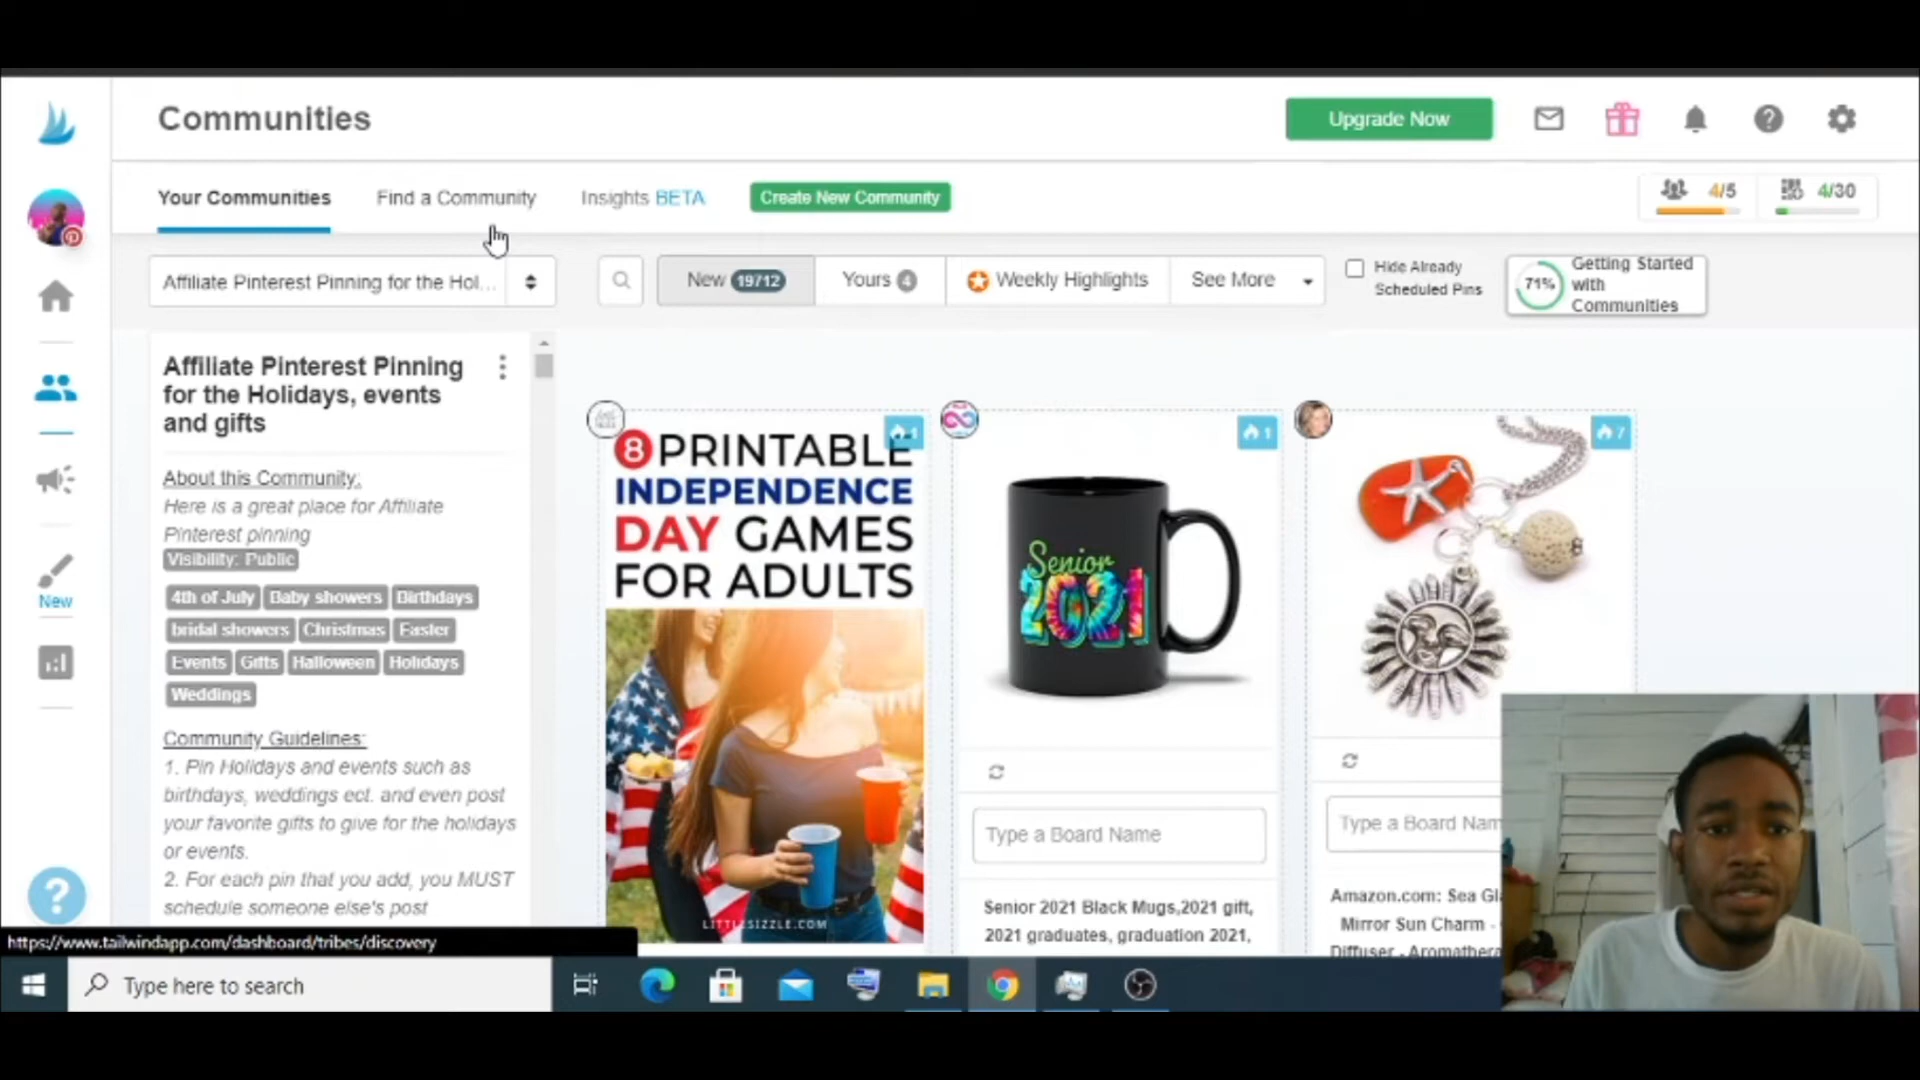 Communities
Upgrade Now
Your Communities
Find a Community
Insights BETA
Create New Community
4/5
4/30
Affiliate Pinterest Pinning for the Hol...
New 19712
Yours 4
Weekly Highlights
See More
Hide Already
Scheduled Pins
71%
Getting Started
with
Communities
Affiliate Pinterest Pinning
for the Holidays, events
and gifts
About this Community:
Here is a great place for Affiliate
Pinterest pinning
Visibility: Public
4th of July Baby showers Birthdays
bridal showers Christmas Easter
Events Gifts Halloween Holidays
Weddings
Community Guidelines:
1. Pin Holidays and events such as
birthdays, weddings ect. and even post
your favorite gifts to give for the holidays
or events.
2. For each pin that you add, you MUST
schedule someone else's post
New
1
8 PRINTABLE
INDEPENDENCE
DAY GAMES
FOR ADULTS
LITTLESIZZLE.COM
1
Senior
2021
Type a Board Name
Senior 2021 Black Mugs,2021 gift,
2021 graduates, graduation 2021,
7
Type a Board Nam
Amazon.com: Sea Gla
Mirror Sun Charm -
Diffuser - Aromathera
https://www.tailwindapp.com/dashboard/tribes/discovery
Type here to search